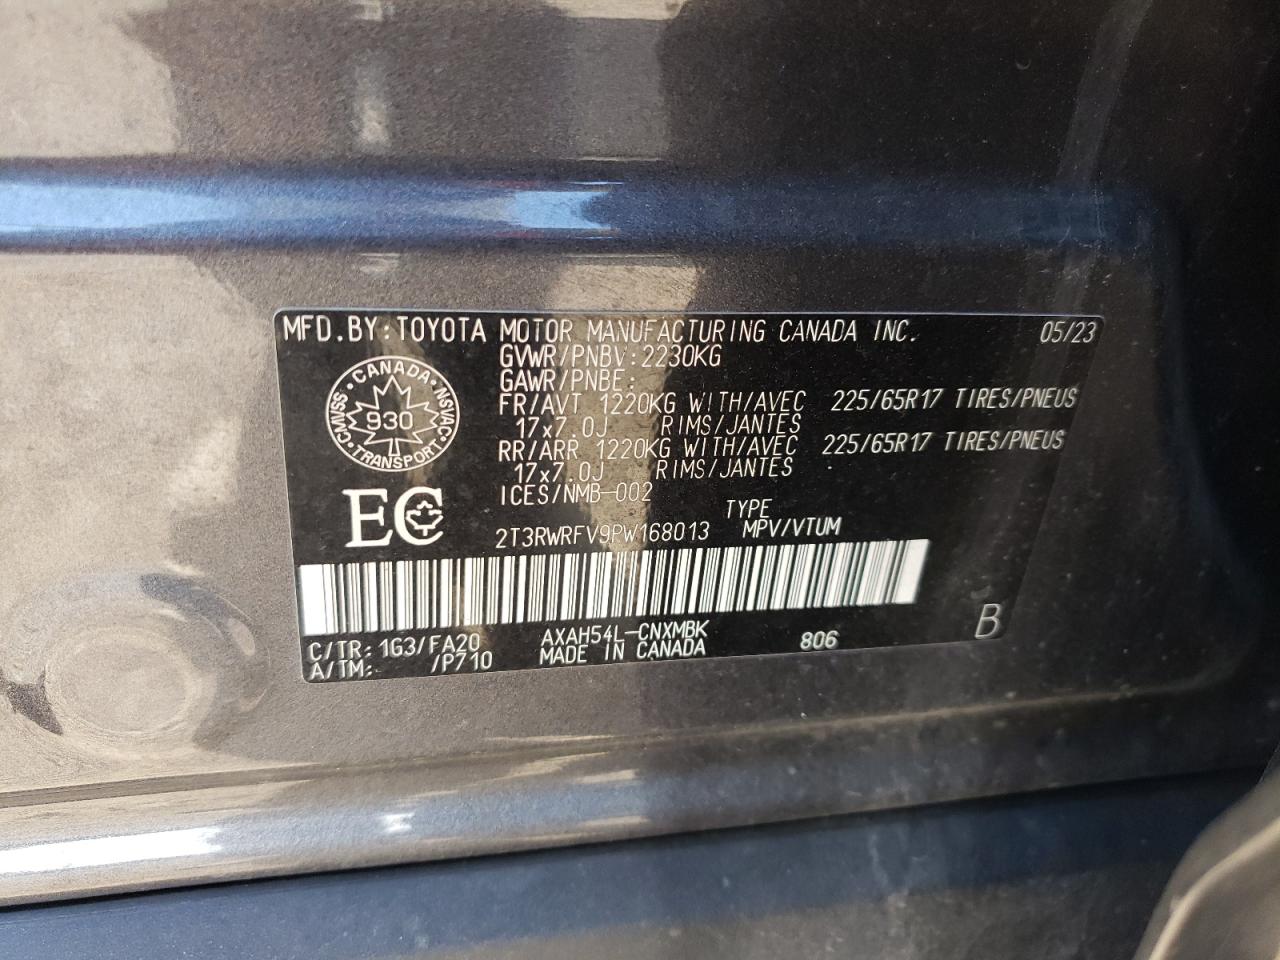 MFD.BY:TOYOTA MOTOR MANUFACTURING CANADA INC. 05/23
GVWR/PNBV:2230KG
GAWR/PNBE:
FR/AVT 1220KG WITH/AVEC 225/65R17 TIRES/PNEUS
17x7.0J RIMS/JANTES
RR/ARR 1220KG WITH/AVEC 225/65R17 TIRES/PNEUS
17x7.0J RIMS/JANTES
ICES/NMB-002
CANADA
CMVSS NSVAC
930
TRANSPORT
EC
TYPE
2T3RWRFV9PW168013 MPV/VTUM
C/TR: 1G3/FA20 AXAH54L-CNXMBK 806 B
A/TM: /P710 MADE IN CANADA